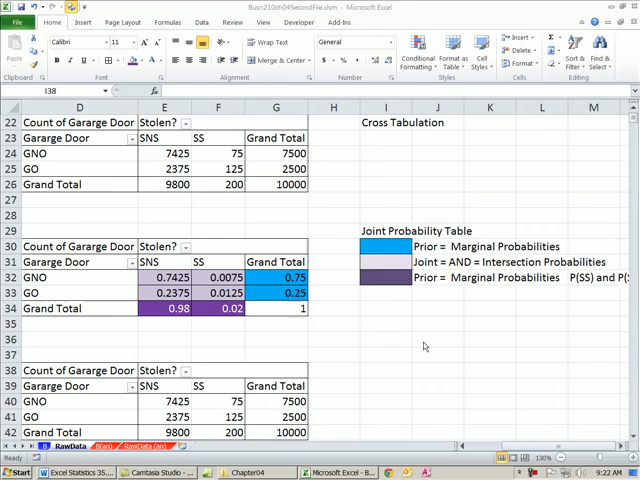 Busn210ch04SecondFile.xlsm - Microsoft Excel
File Home Insert Page Layout Formulas Data Review View Developer Add-Ins
Paste Calibri 11 A A Wrap Text General Conditional Formatting Format as Table Cell Styles Insert Delete Format Sort & Filter Find & Select
B I U A Merge & Center $ % ,
Clipboard Font Alignment Number Styles Cells Editing
I38 fx
D E F G H I J K L M
22 Count of Gararge Door Stolen? Cross Tabulation
23 Gararge Door SNS SS Grand Total
24 GNO 7425 75 7500
25 GO 2375 125 2500
26 Grand Total 9800 200 10000
27
28
29 Joint Probability Table
30 Count of Gararge Door Stolen? Prior = Marginal Probabilities
31 Gararge Door SNS SS Grand Total Joint = AND = Intersection Probabilities
32 GNO 0.7425 0.0075 0.75 Prior = Marginal Probabilities P(SS) and P(S
33 GO 0.2375 0.0125 0.25
34 Grand Total 0.98 0.02 1
35
36
37
38 Count of Gararge Door Stolen?
39 Gararge Door SNS SS Grand Total
40 GNO 7425 75 7500
41 GO 2375 125 2500
42 Grand Total 9800 200 10000
B RawData B(an) RawData (an)
Ready 130%
Start Excel Statistics 35.... Camtasia Studio - ... Chapter04 Microsoft Excel - B... 9:22 AM